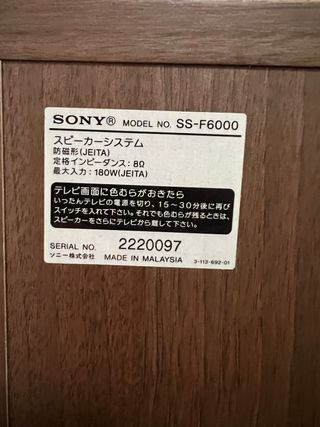 SONY® MODEL NO. SS-F6000
スピーカーシステム
防磁形(JEITA)
定格インピーダンス: 8Ω
最大入力: 180W(JEITA)
テレビ画面に色むらがおきたら
いったんテレビの電源を切り、15～30分後に再び
スイッチを入れて下さい。それでも色むらが残るときは、
スピーカーをさらにテレビから離して下さい。
SERIAL NO. 2220097
ソニー株式会社 MADE IN MALAYSIA 3-113-692-01